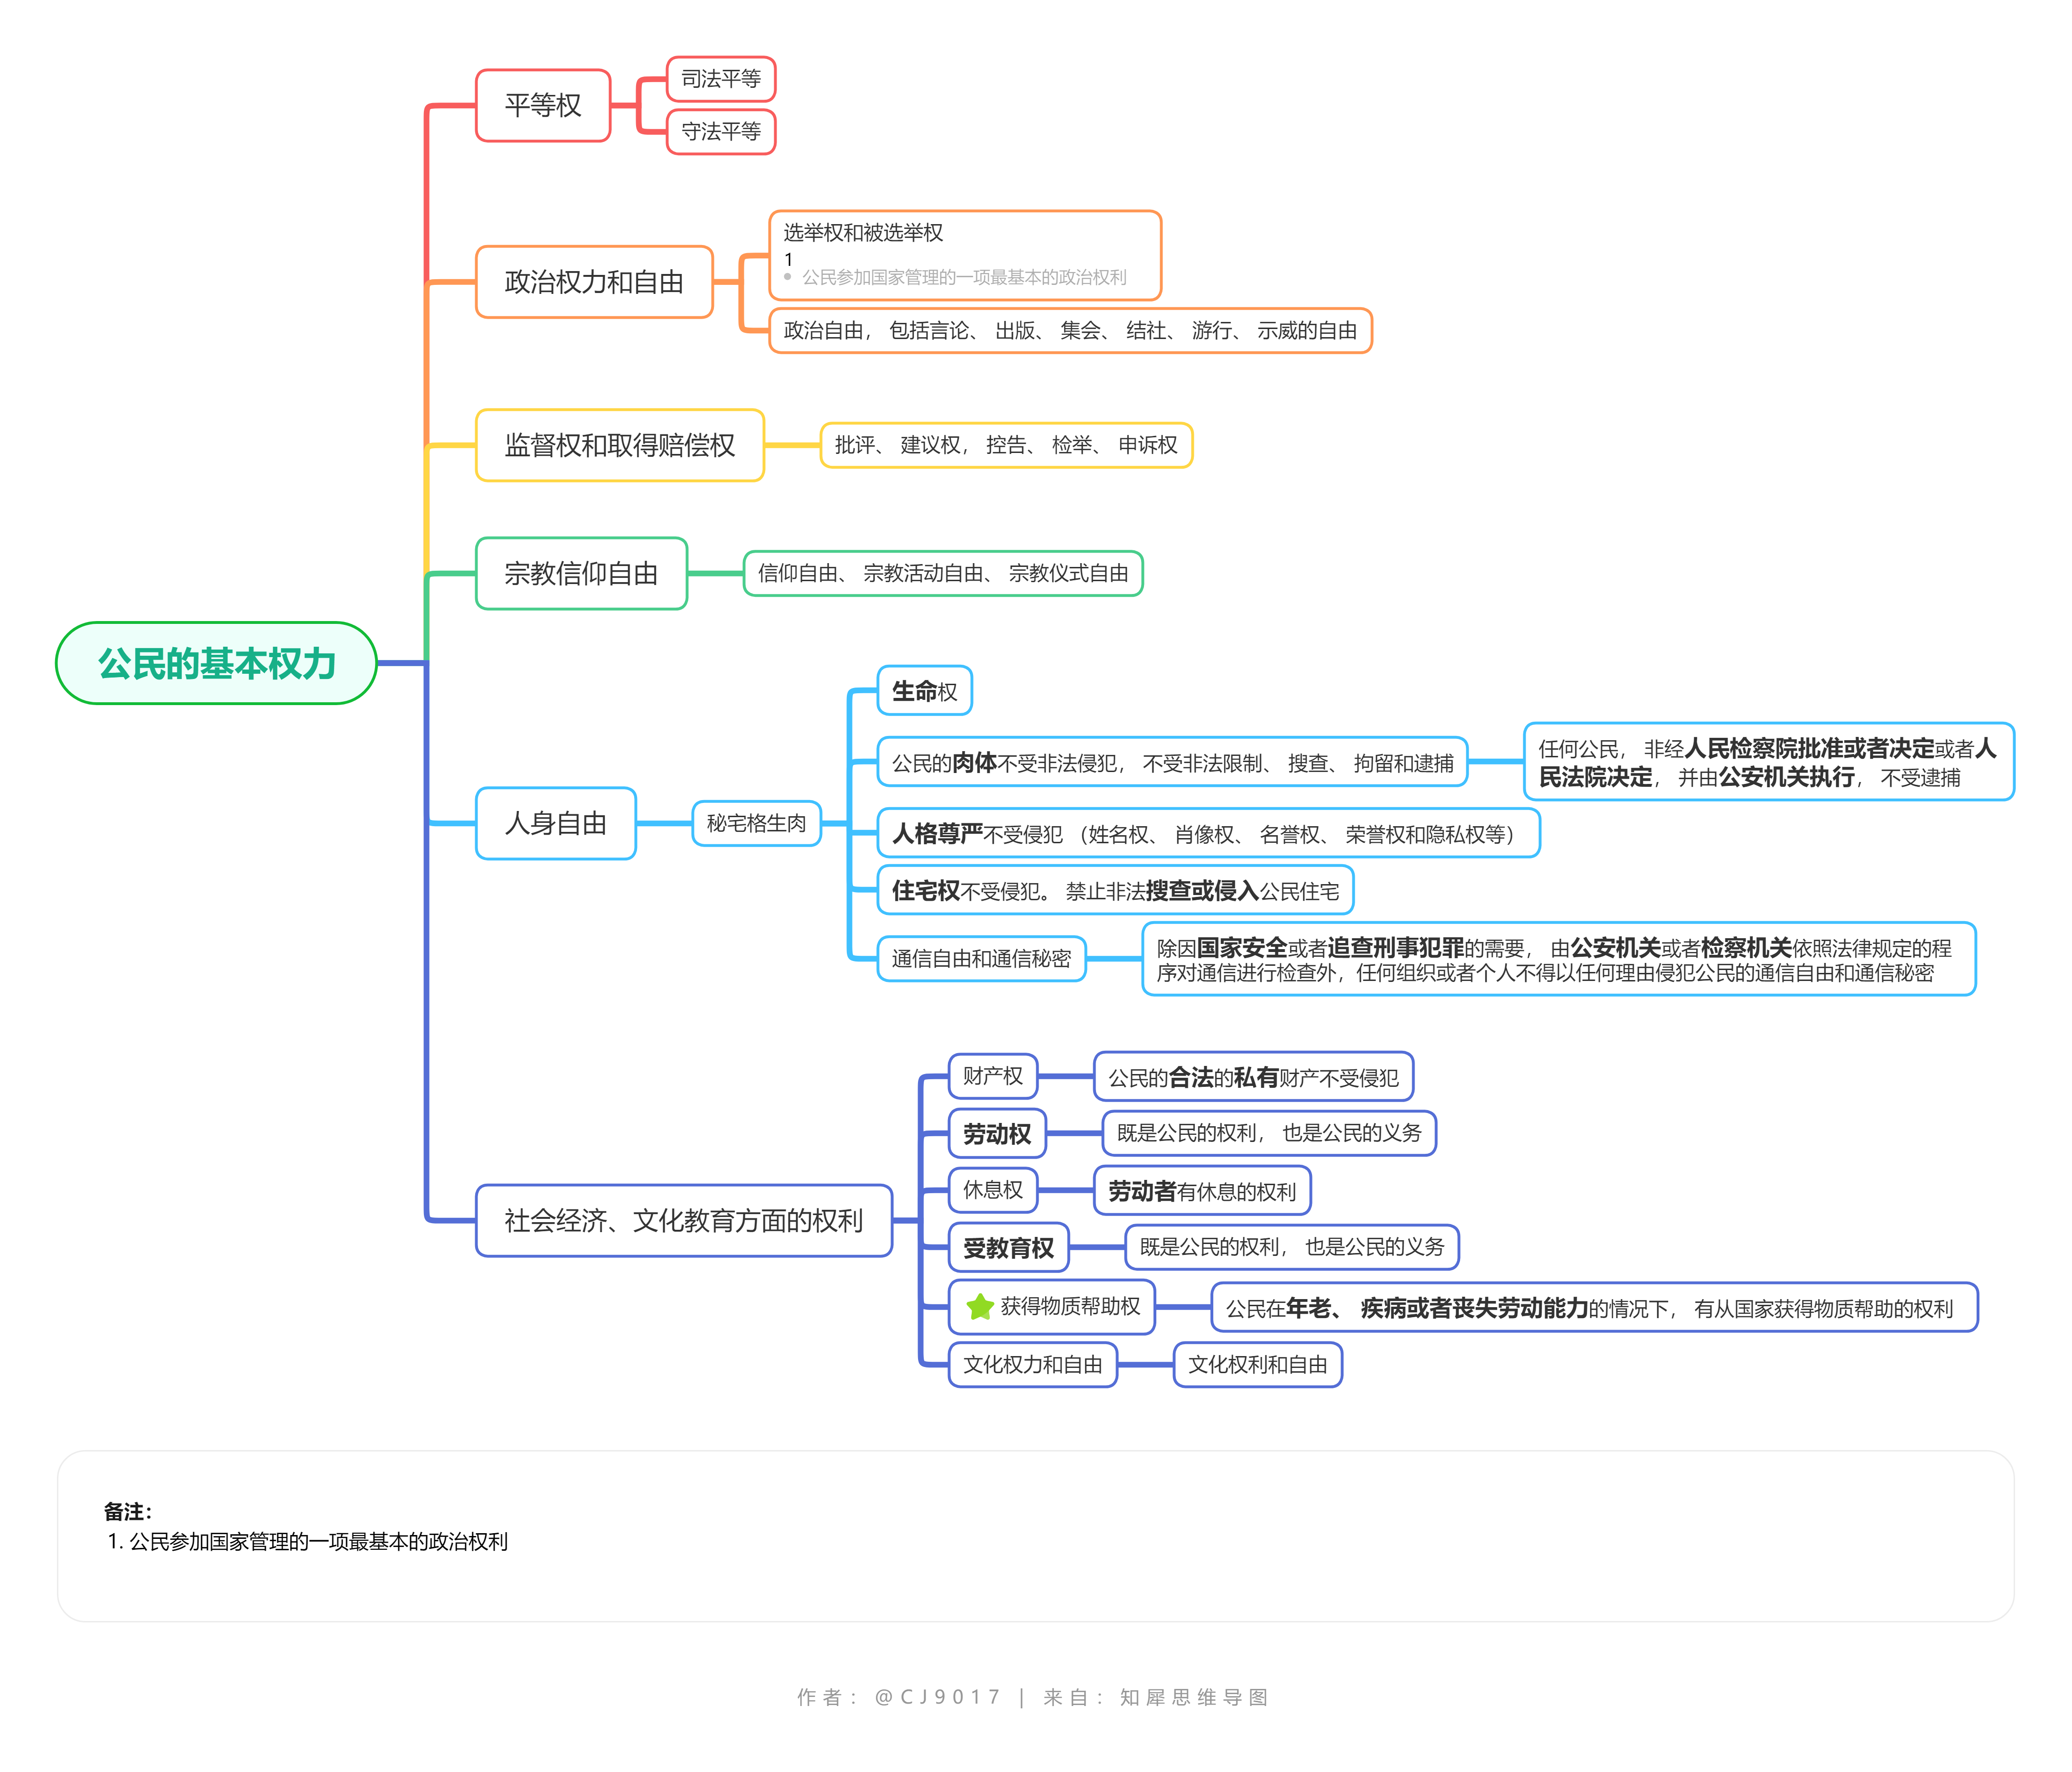 公民的基本权力
平等权
司法平等
守法平等
政治权力和自由
选举权和被选举权
1
• 公民参加国家管理的一项最基本的政治权利
政治自由，包括言论、出版、集会、结社、游行、示威的自由
监督权和取得赔偿权
批评、建议权，控告、检举、申诉权
宗教信仰自由
信仰自由、宗教活动自由、宗教仪式自由
人身自由
秘宅格生肉
生命权
公民的肉体不受非法侵犯，不受非法限制、搜查、拘留和逮捕
任何公民，非经人民检察院批准或者决定或者人
民法院决定，并由公安机关执行，不受逮捕
人格尊严不受侵犯（姓名权、肖像权、名誉权、荣誉权和隐私权等）
住宅权不受侵犯。禁止非法搜查或侵入公民住宅
通信自由和通信秘密
除因国家安全或者追查刑事犯罪的需要，由公安机关或者检察机关依照法律规定的程
序对通信进行检查外，任何组织或者个人不得以任何理由侵犯公民的通信自由和通信秘密
社会经济、文化教育方面的权利
财产权
公民的合法的私有财产不受侵犯
劳动权
既是公民的权利，也是公民的义务
休息权
劳动者有休息的权利
受教育权
既是公民的权利，也是公民的义务
获得物质帮助权
公民在年老、疾病或者丧失劳动能力的情况下，有从国家获得物质帮助的权利
文化权力和自由
文化权利和自由
备注：
1. 公民参加国家管理的一项最基本的政治权利
作者：@CJ9017 | 来自：知犀思维导图